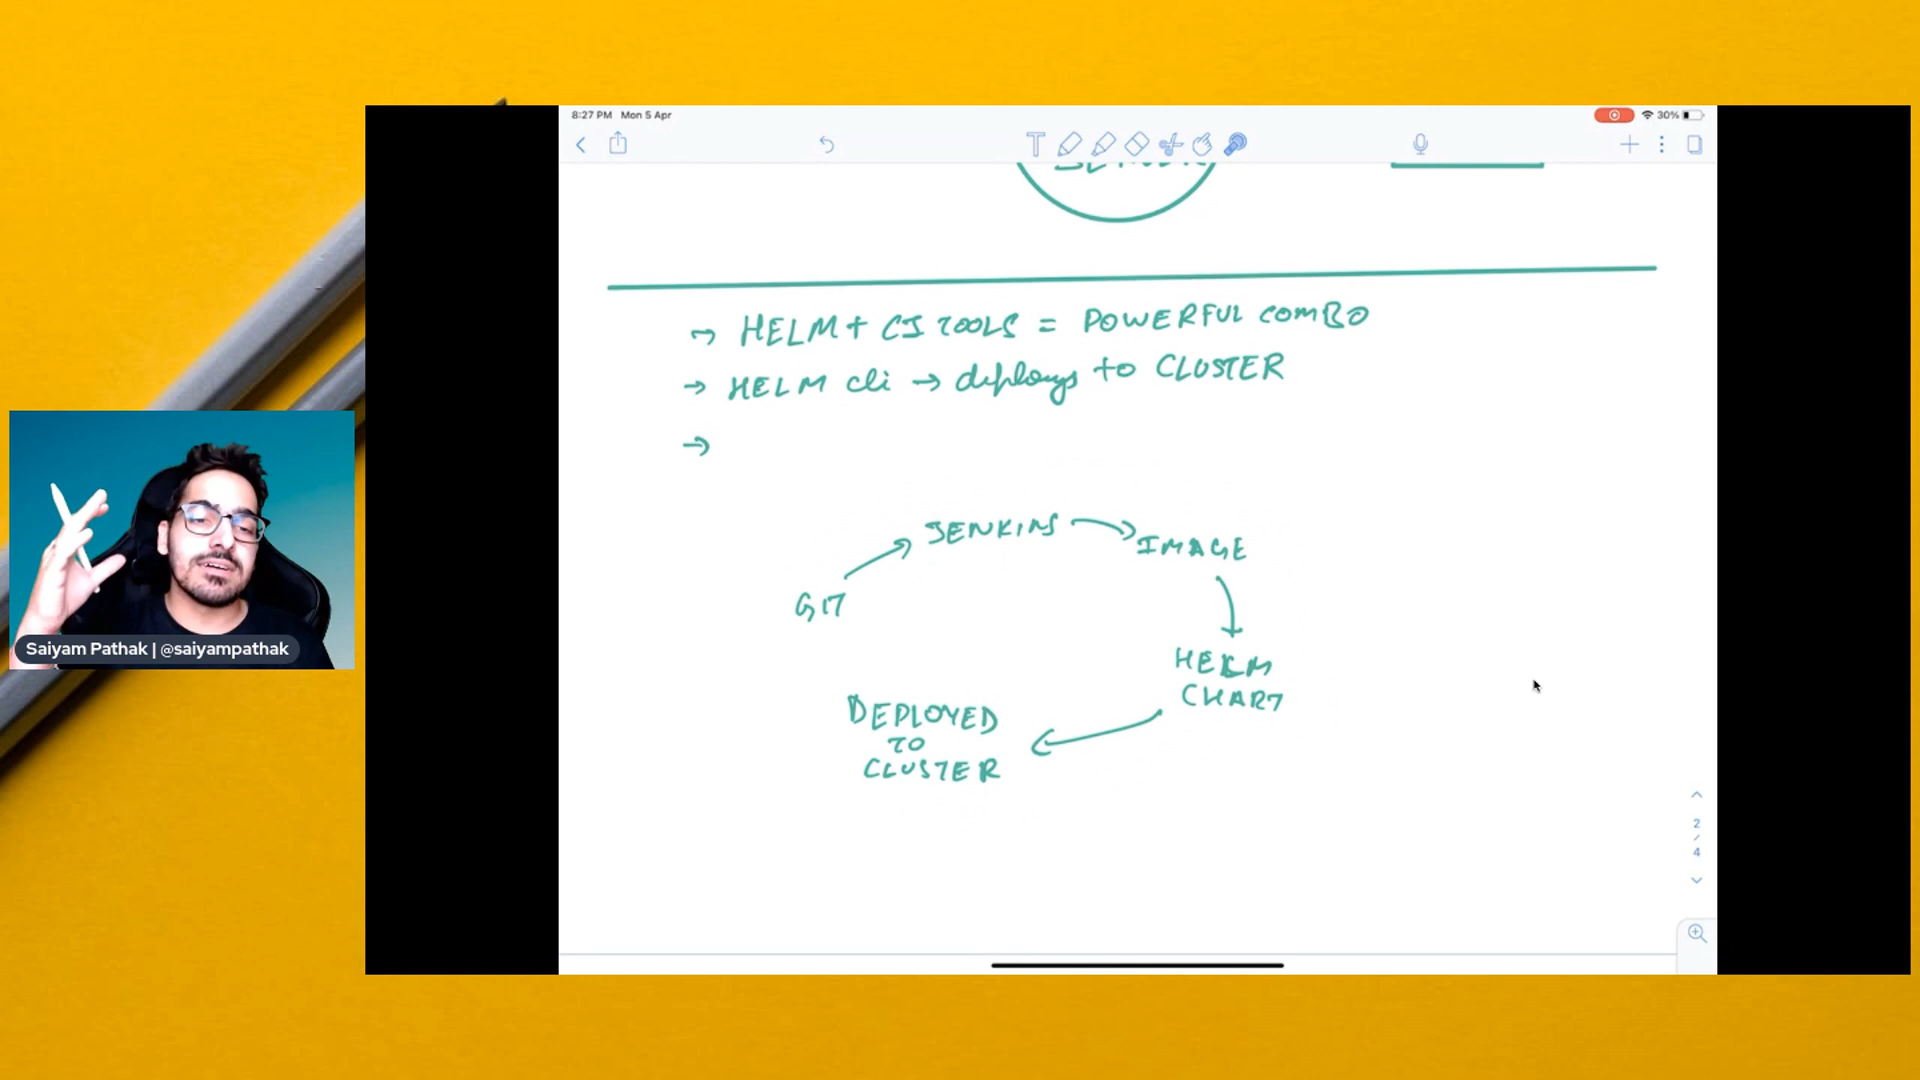 8:27 PM Mon 5 Apr
30%
→ HELM + CI TOOLS = POWERFUL COMBO
→ HELM cli → deploys to CLUSTER
→
JENKINS
IMAGE
GIT
HELM
CHART
DEPLOYED
TO
CLUSTER
Saiyam Pathak | @saiyampathak
2
/
4